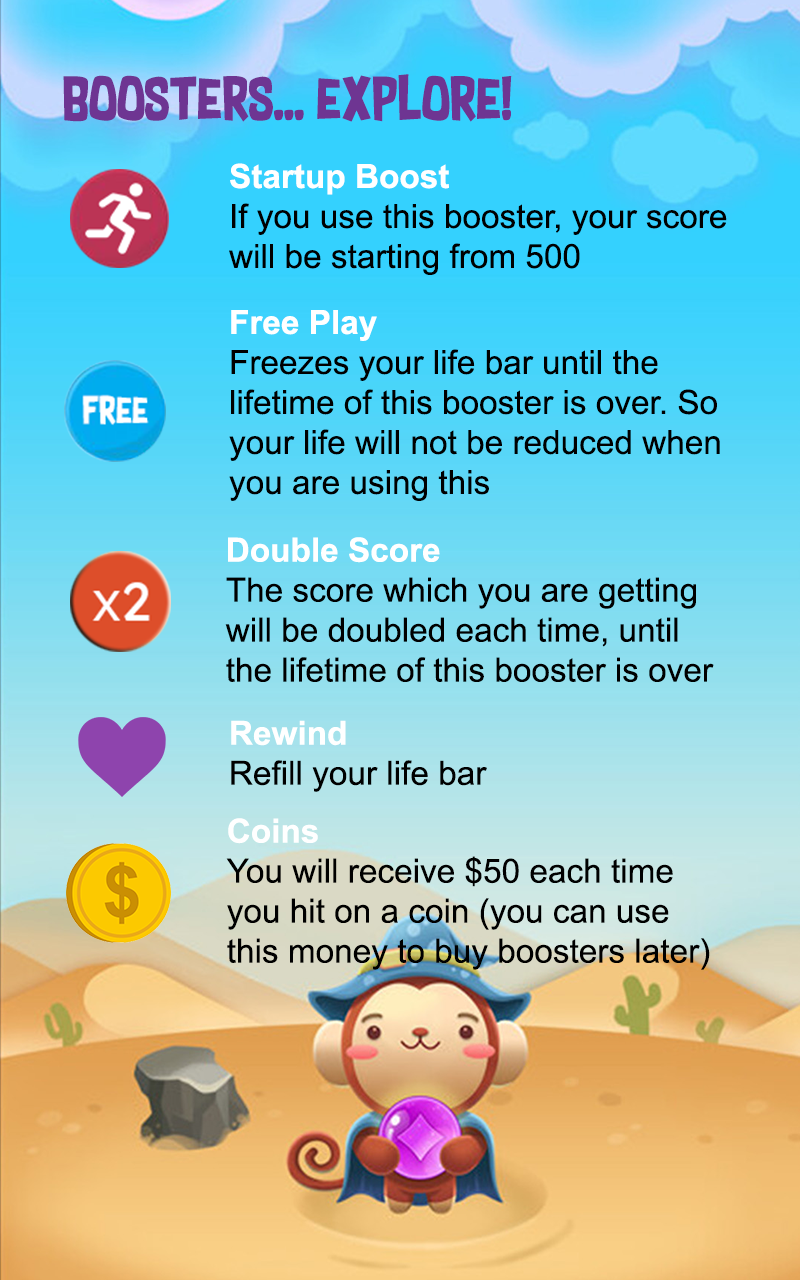 BOOSTERS... EXPLORE!
Startup Boost
If you use this booster, your score
will be starting from 500
Free Play
Freezes your life bar until the
lifetime of this booster is over. So
your life will not be reduced when
you are using this
FREE
Double Score
The score which you are getting
will be doubled each time, until
the lifetime of this booster is over
x2
Rewind
Refill your life bar
Coins
You will receive $50 each time
you hit on a coin (you can use
this money to buy boosters later)
$